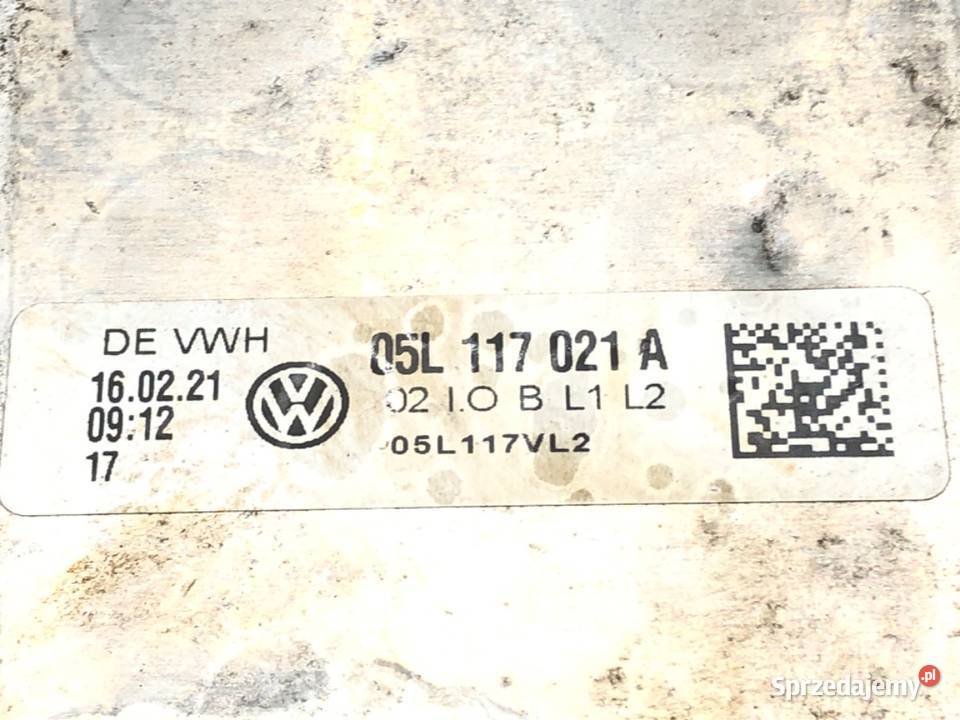 DE VWH
16.02.21
09:12
17
05L 117 021 A
02 I.O B L1 L2
05L117VL2
Sprzedajemy.pl